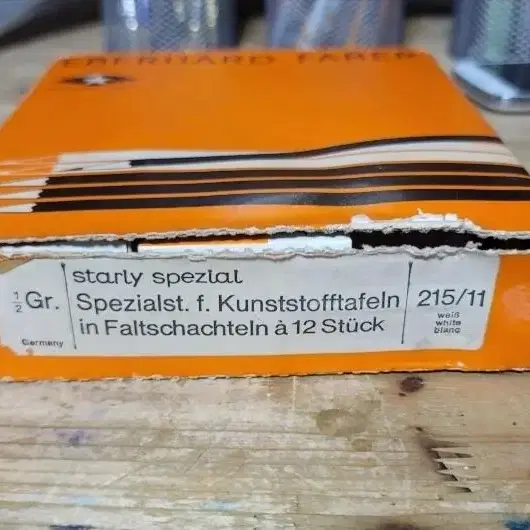 EBERHARD FABER
starly spezial
½ Gr.
Spezialst. f. Kunststofftafeln
in Faltschachteln à 12 Stück
Germany
215/11
weiß
white
blanc